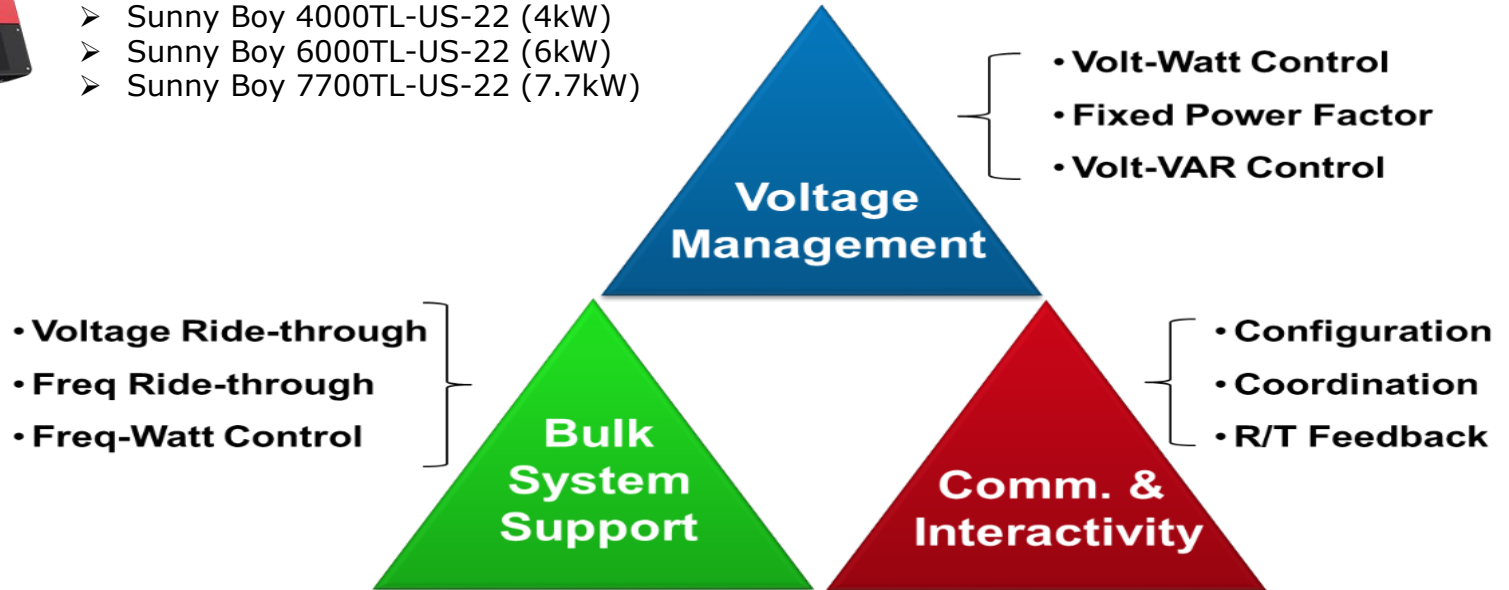 ➢ Sunny Boy 4000TL-US-22 (4kW)
➢ Sunny Boy 6000TL-US-22 (6kW)
➢ Sunny Boy 7700TL-US-22 (7.7kW)
Voltage
Management
• Volt-Watt Control
• Fixed Power Factor
• Volt-VAR Control
• Voltage Ride-through
• Freq Ride-through
• Freq-Watt Control
Bulk
System
Support
Comm. &
Interactivity
• Configuration
• Coordination
• R/T Feedback